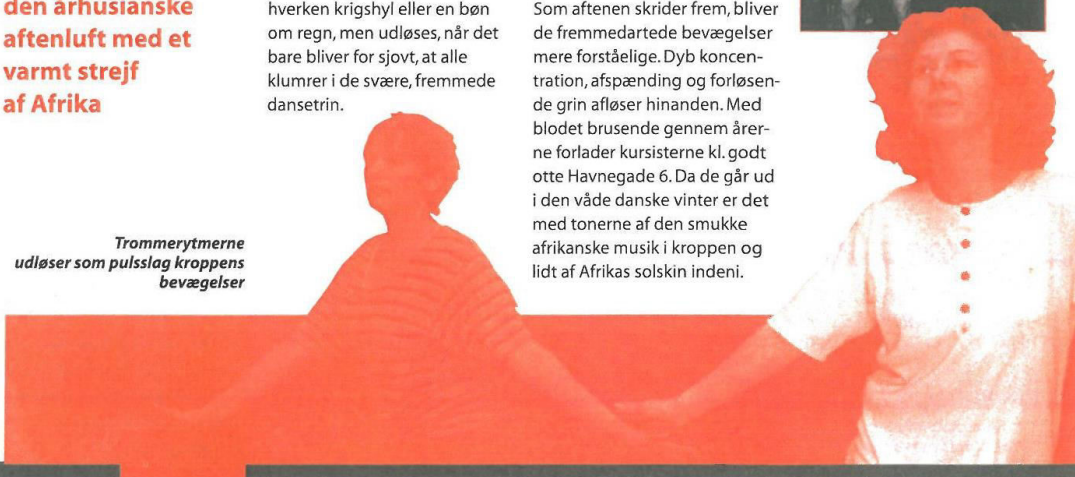 den århusianske
aftenluft med et
varmt strejf
af Afrika
Trommerytmerne
udløser som pulsslag kroppens
bevægelser
hverken krigshyl eller en bøn
om regn, men udløses, når det
bare bliver for sjovt, at alle
klumrer i de svære, fremmede
dansetrin.
Som aftenen skrider frem, bliver
de fremmedartede bevægelser
mere forståelige. Dyb koncen-
tration, afspænding og forløsen-
de grin afløser hinanden. Med
blodet brusende gennem årer-
ne forlader kursisterne kl. godt
otte Havnegade 6. Da de går ud
i den våde danske vinter er det
med tonerne af den smukke
afrikanske musik i kroppen og
lidt af Afrikas solskin indeni.